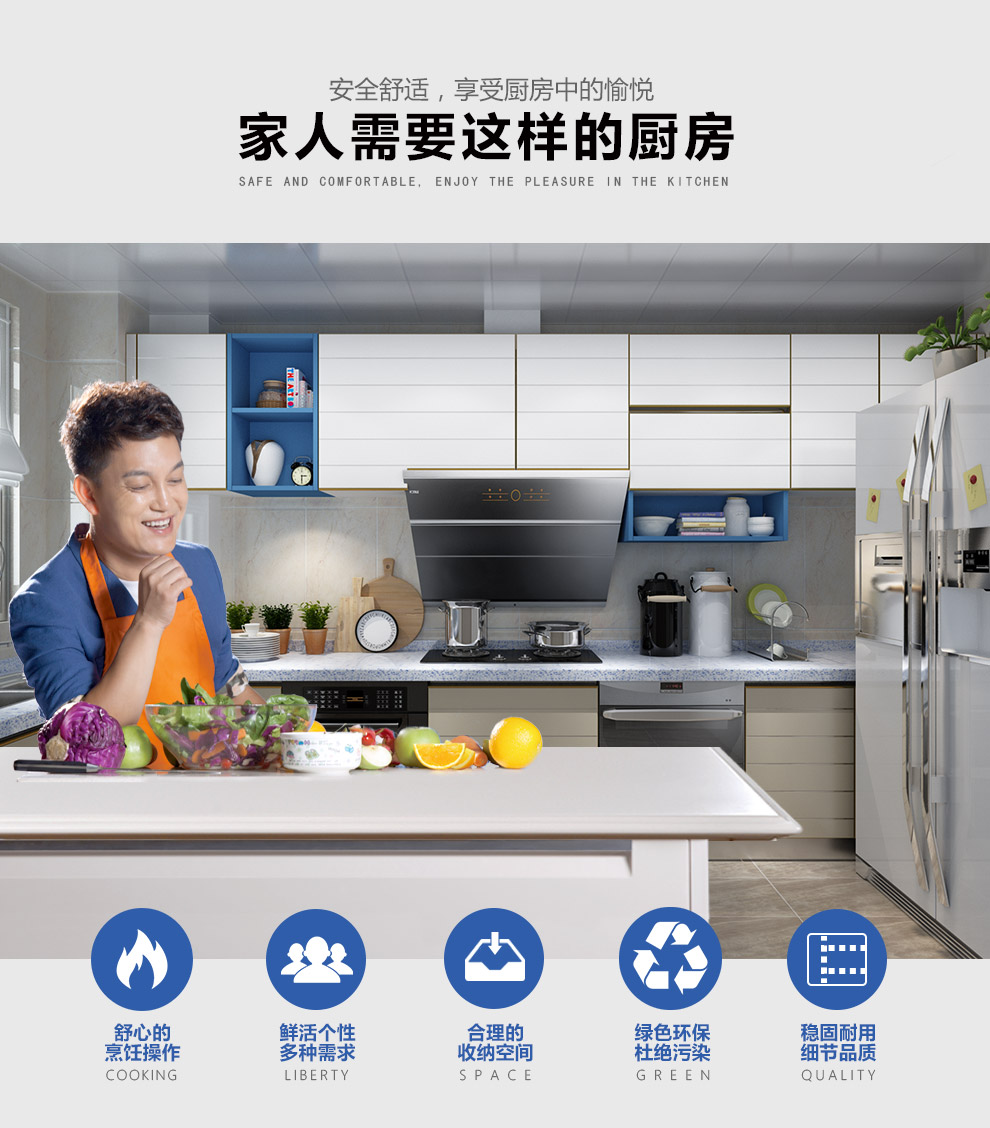 安全舒适，享受厨房中的愉悦
家人需要这样的厨房
SAFE AND COMFORTABLE, ENJOY THE PLEASURE IN THE KITCHEN
舒心的
烹饪操作
COOKING
鲜活个性
多种需求
LIBERTY
合理的
收纳空间
SPACE
绿色环保
杜绝污染
GREEN
稳固耐用
细节品质
QUALITY